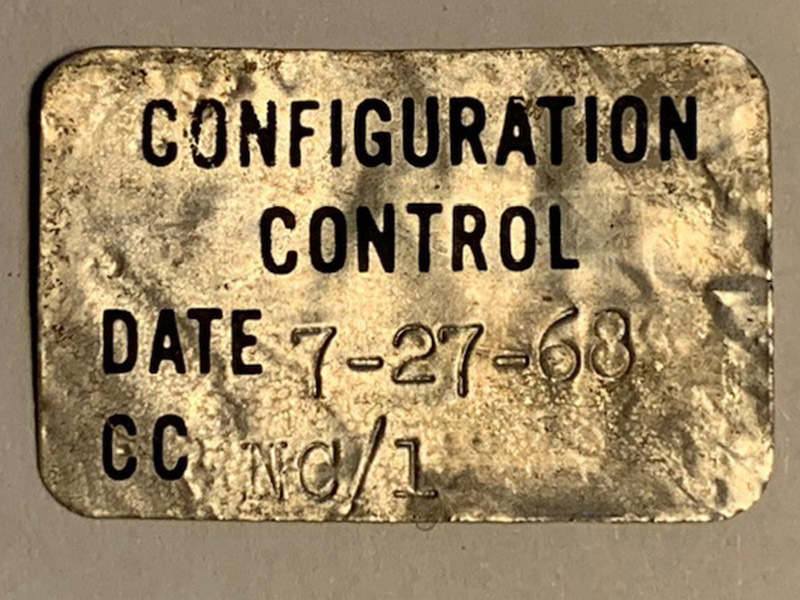 CONFIGURATION
CONTROL
DATE 7-27-68
CC NC/1